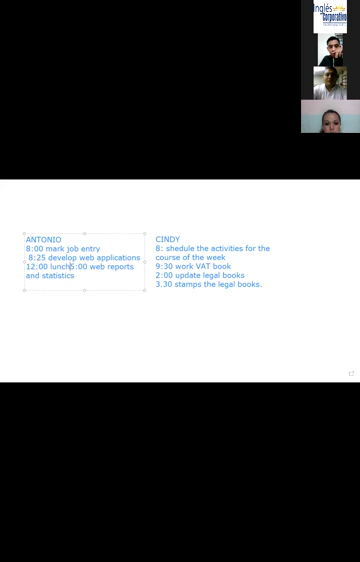 Inglés
Corporativo
ANTONIO
8:00 mark job entry
8:25 develop web applications
12:00 lunch5:00 web reports
and statistics
CINDY
8: shedule the activities for the
course of the week
9:30 work VAT book
2:00 update legal books
3.30 stamps the legal books.